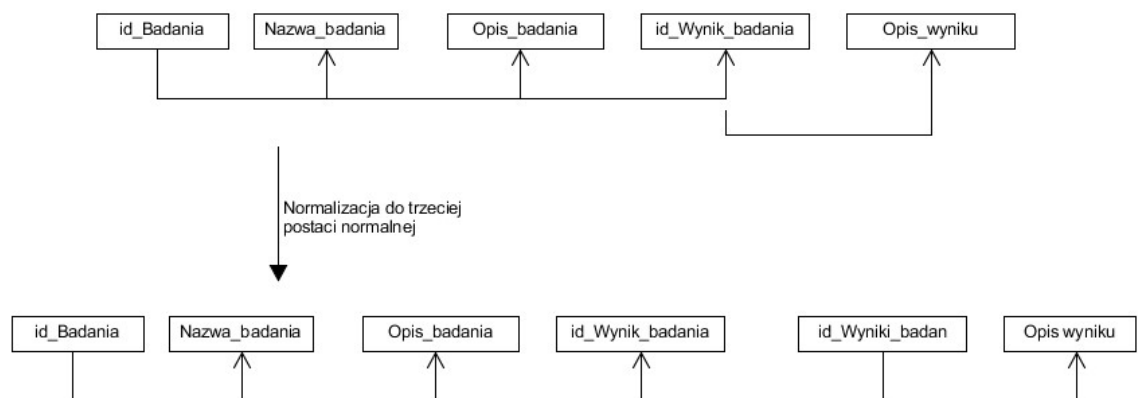 id_Badania Nazwa_badania Opis_badania id_Wynik_badania Opis_wyniku
Normalizacja do trzeciej
postaci normalnej
id_Badania Nazwa_badania Opis_badania id_Wynik_badania id_Wyniki_badan Opis wyniku